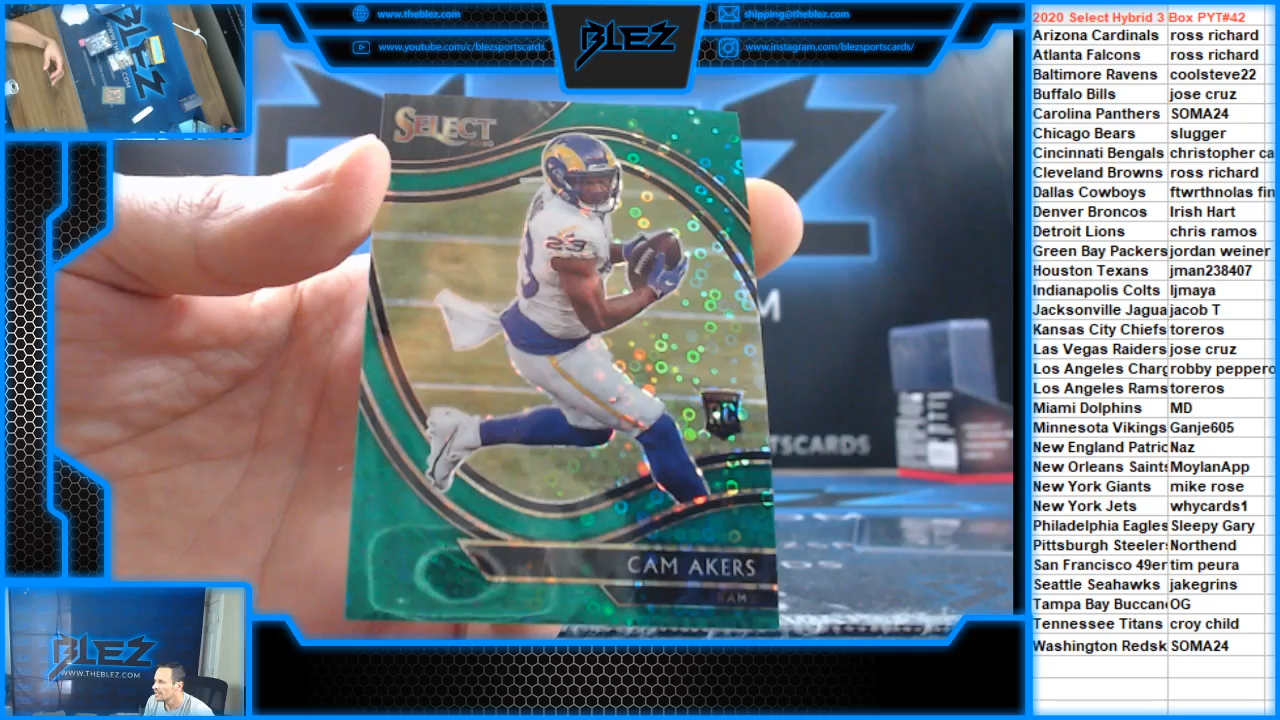 www.theblez.com
www.youtube.com/c/blezsportscards
BLEZ
shipping@theblez.com
www.instagram.com/blezsportscards/
SELECT
2020
23
CAM AKERS
RAMS
SPORTSCARDS
BLEZ
WWW.THEBLEZ.COM
2020 Select Hybrid 3 Box PYT#42
Arizona Cardinals ross richard
Atlanta Falcons ross richard
Baltimore Ravens coolsteve22
Buffalo Bills jose cruz
Carolina Panthers SOMA24
Chicago Bears slugger
Cincinnati Bengals christopher ca
Cleveland Browns ross richard
Dallas Cowboys ftwrthnolas fin
Denver Broncos Irish Hart
Detroit Lions chris ramos
Green Bay Packers jordan weiner
Houston Texans jman238407
Indianapolis Colts ljmaya
Jacksonville Jagua jacob T
Kansas City Chiefs toreros
Las Vegas Raiders jose cruz
Los Angeles Charg robby peppero
Los Angeles Rams toreros
Miami Dolphins MD
Minnesota Vikings Ganje605
New England Patric Naz
New Orleans Saints MoylanApp
New York Giants mike rose
New York Jets whycards1
Philadelphia Eagles Sleepy Gary
Pittsburgh Steelers Northend
San Francisco 49er tim peura
Seattle Seahawks jakegrins
Tampa Bay Buccan OG
Tennessee Titans croy child
Washington Redsk SOMA24